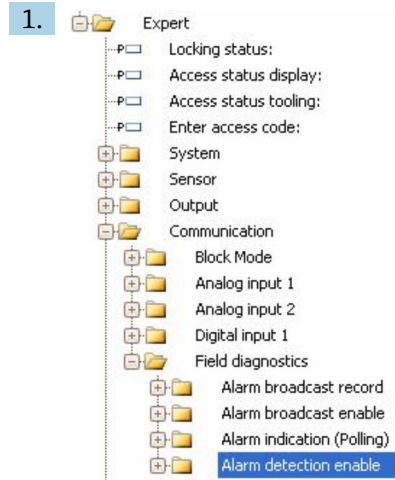 1.
Expert
Locking status:
Access status display:
Access status tooling:
Enter access code:
System
Sensor
Output
Communication
Block Mode
Analog input 1
Analog input 2
Digital input 1
Field diagnostics
Alarm broadcast record
Alarm broadcast enable
Alarm indication (Polling)
Alarm detection enable